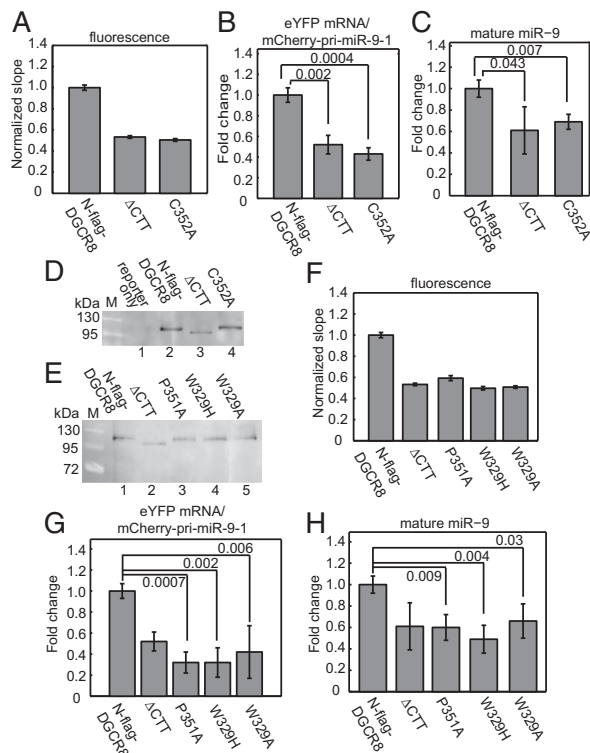 A
fluorescence
Normalized slope
1.4
1.2
1.0
0.8
0.6
0.4
0.2
0
N-flag-
DGCR8
ΔCTT
C352A
B
eYFP mRNA/
mCherry-pri-miR-9-1
Fold change
1.4
1.2
1.0
0.8
0.6
0.4
0.2
0
0.0004
0.002
N-flag-
DGCR8
ΔCTT
C352A
C
mature miR-9
Fold change
1.4
1.2
1.0
0.8
0.6
0.4
0.2
0
0.007
0.043
N-flag-
DGCR8
ΔCTT
C352A
D
kDa M reporter only N-flag-DGCR8 ΔCTT C352A
130
95
1 2 3 4
E
kDa M N-flag-DGCR8 ΔCTT P351A W329H W329A
130
95
72
1 2 3 4 5
F
fluorescence
Normalized slope
1.4
1.2
1.0
0.8
0.6
0.4
0.2
0
N-flag-
DGCR8
ΔCTT
P351A
W329H
W329A
G
eYFP mRNA/
mCherry-pri-miR-9-1
Fold change
1.4
1.2
1.0
0.8
0.6
0.4
0.2
0
0.006
0.002
0.0007
N-flag-
DGCR8
ΔCTT
P351A
W329H
W329A
H
mature miR-9
Fold change
1.4
1.2
1.0
0.8
0.6
0.4
0.2
0
0.03
0.004
0.009
N-flag-
DGCR8
ΔCTT
P351A
W329H
W329A